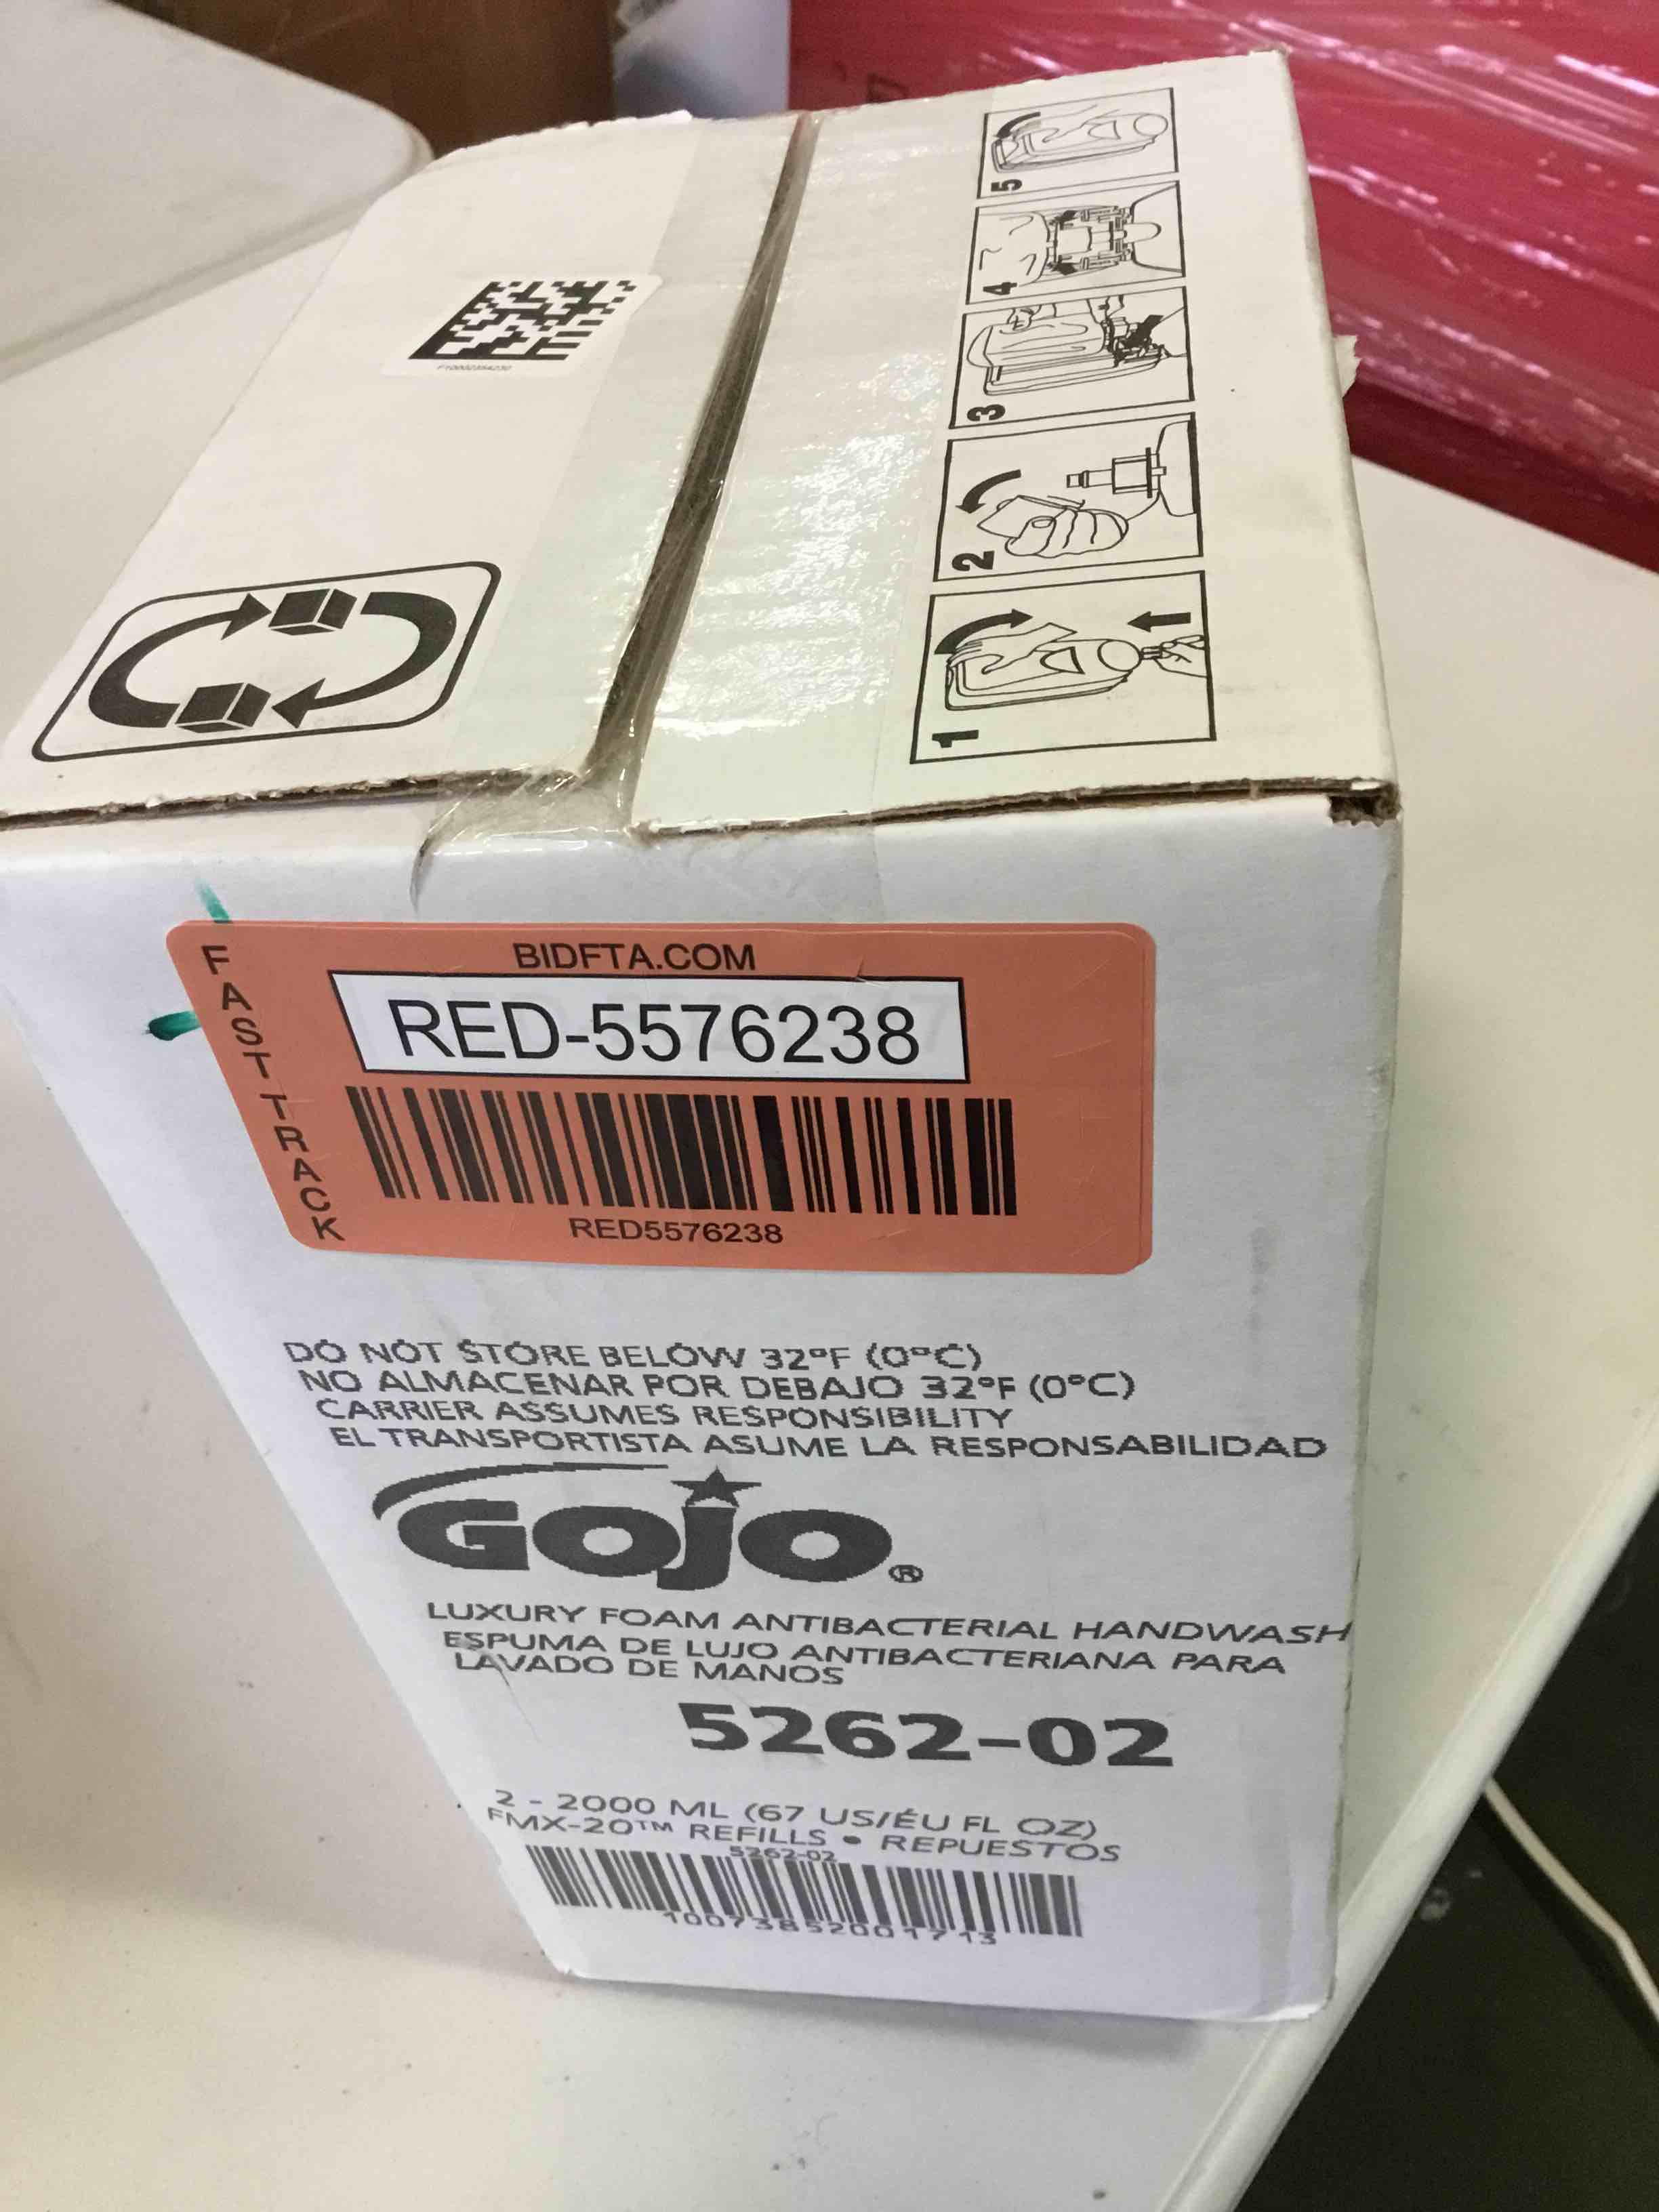 5
4
3
2
1
BIDFTA.COM
FAST TRACK
RED-5576238
RED5576238
DO NOT STORE BELOW 32°F (0°C)
NO ALMACENAR POR DEBAJO 32°F (0°C)
CARRIER ASSUMES RESPONSIBILITY
EL TRANSPORTISTA ASUME LA RESPONSABILIDAD
GOJO®
LUXURY FOAM ANTIBACTERIAL HANDWASH
ESPUMA DE LUJO ANTIBACTERIANA PARA
LAVADO DE MANOS
5262-02
2 - 2000 ML (67 US/ÉU FL OZ)
FMX-20™ REFILLS • REPUESTOS
5262-02
10073852001713